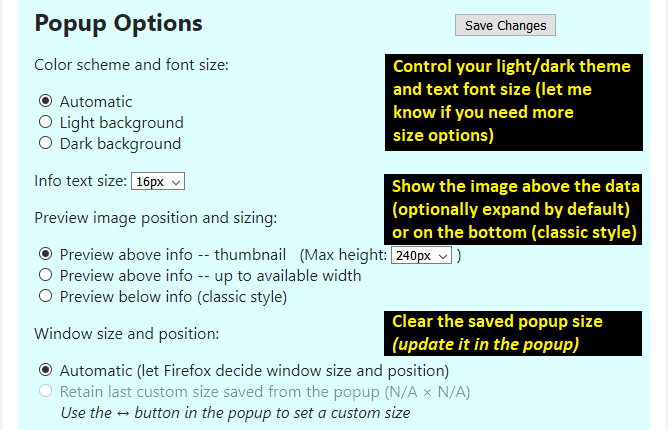 Popup Options
Save Changes
Color scheme and font size:
Automatic
Light background
Dark background
Control your light/dark theme
and text font size (let me
know if you need more
size options)
Info text size: 16px
Show the image above the data
(optionally expand by default)
or on the bottom (classic style)
Preview image position and sizing:
Preview above info -- thumbnail (Max height: 240px )
Preview above info -- up to available width
Preview below info (classic style)
Clear the saved popup size
(update it in the popup)
Window size and position:
Automatic (let Firefox decide window size and position)
Retain last custom size saved from the popup (N/A × N/A)
Use the ↔ button in the popup to set a custom size